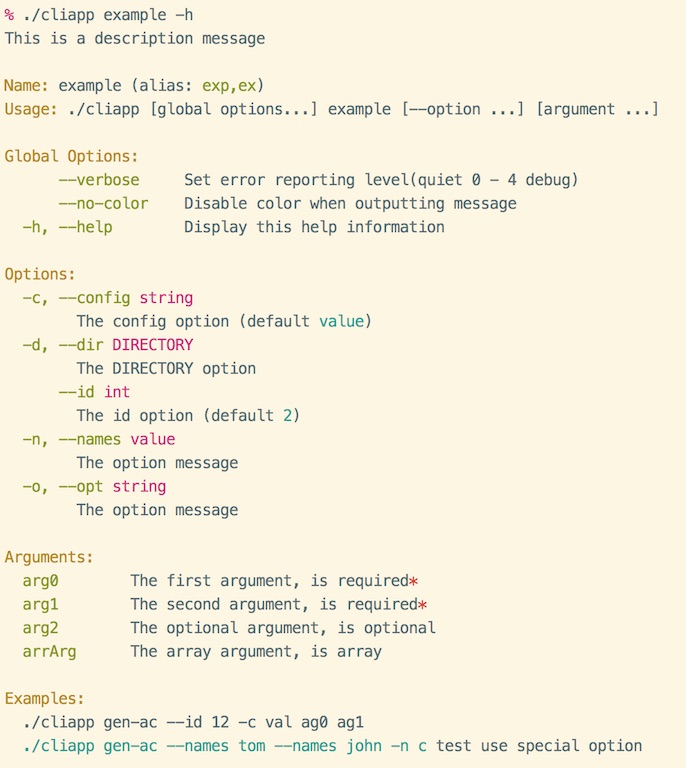 % ./cliapp example -h
This is a description message
Name: example (alias: exp,ex)
Usage: ./cliapp [global options...] example [--option ...] [argument ...]
Global Options:
--verbose Set error reporting level(quiet 0 - 4 debug)
--no-color Disable color when outputting message
-h, --help Display this help information
Options:
-c, --config string
The config option (default value)
-d, --dir DIRECTORY
The DIRECTORY option
--id int
The id option (default 2)
-n, --names value
The option message
-o, --opt string
The option message
Arguments:
arg0 The first argument, is required*
arg1 The second argument, is required*
arg2 The optional argument, is optional
arrArg The array argument, is array
Examples:
./cliapp gen-ac --id 12 -c val ag0 ag1
./cliapp gen-ac --names tom --names john -n c test use special option